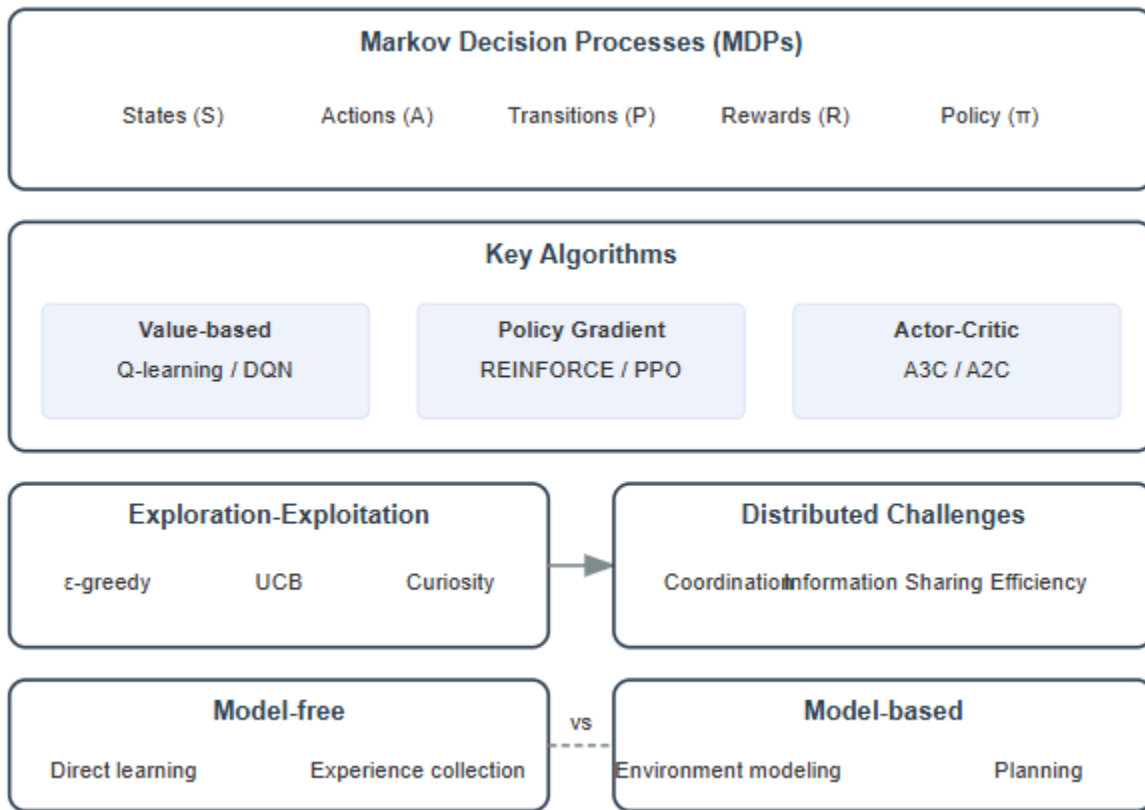 Markov Decision Processes (MDPs)
States (S) Actions (A) Transitions (P) Rewards (R) Policy (π)
Key Algorithms
Value-based Policy Gradient Actor-Critic
Q-learning / DQN REINFORCE / PPO A3C / A2C
Exploration-Exploitation Distributed Challenges
ε-greedy UCB Curiosity Coordination Information Sharing Efficiency
Model-free vs Model-based
Direct learning Experience collection Environment modeling Planning